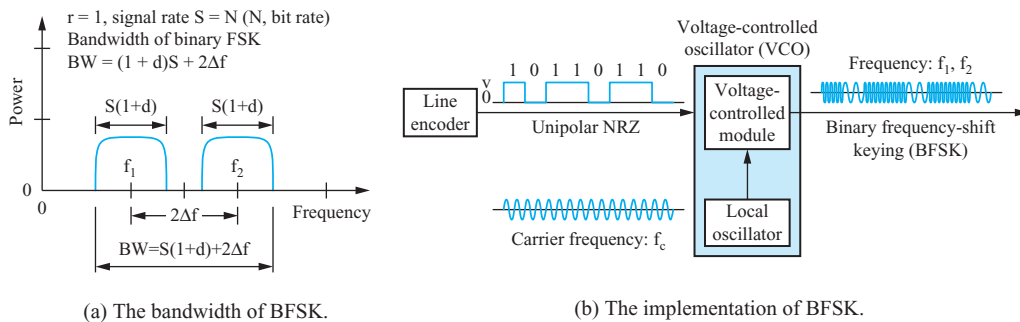 r = 1, signal rate S = N (N, bit rate)
Bandwidth of binary FSK
BW = (1 + d)S + 2Δf
Power
S(1+d) S(1+d)
f₁ f₂
0
0
2Δf
Frequency
BW=S(1+d)+2Δf
(a) The bandwidth of BFSK.
Voltage-controlled
oscillator (VCO)
v
0
1 0 1 1 0 1 1 0
Line
encoder
Unipolar NRZ
Voltage-
controlled
module
Frequency: f₁, f₂
Binary frequency-shift
keying (BFSK)
Carrier frequency: f꜀
Local
oscillator
(b) The implementation of BFSK.